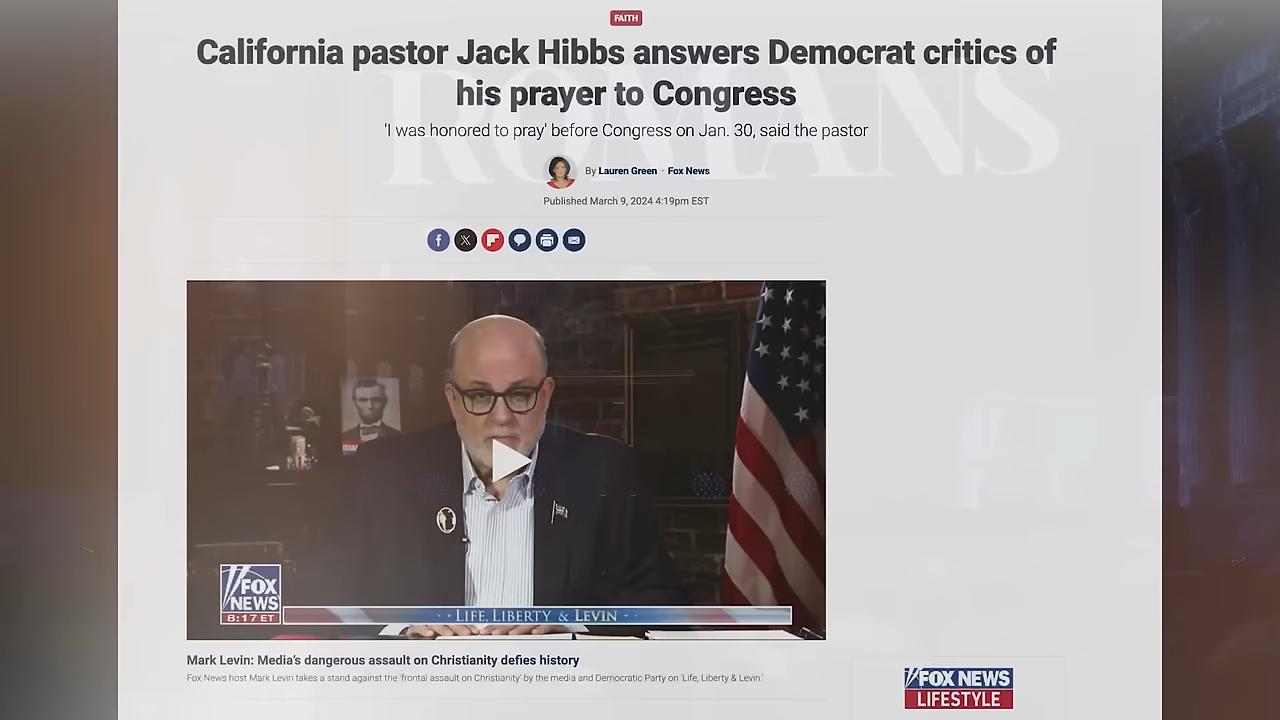 FAITH
California pastor Jack Hibbs answers Democrat critics of
his prayer to Congress
ROMANS
'I was honored to pray' before Congress on Jan. 30, said the pastor
By Lauren Green · Fox News
Published March 9, 2024 4:19pm EST
FOX
NEWS
8:17 ET
·· LIFE, LIBERTY & LEVIN ··
Mark Levin: Media's dangerous assault on Christianity defies history
Fox News host Mark Levin takes a stand against the 'frontal assault on Christianity' by the media and Democratic Party on 'Life, Liberty & Levin.'
FOX NEWS
LIFESTYLE